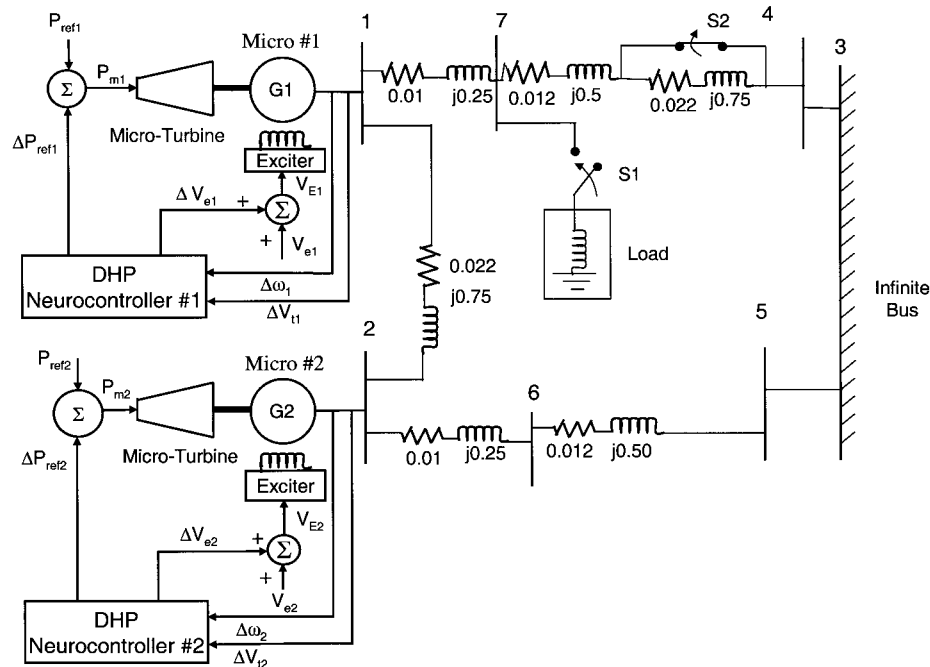 P_ref1
Micro #1
1
7
S2
4
3
Σ
P_m1
G1
0.01
j0.25
0.012
j0.5
0.022
j0.75
Micro-Turbine
ΔP_ref1
Exciter
V_E1
S1
Δ V_e1
+
Σ
+
V_e1
Load
0.022
j0.75
DHP
Neurocontroller #1
Δω_1
ΔV_t1
Infinite
Bus
2
5
P_ref2
Micro #2
P_m2
Σ
G2
6
0.01
j0.25
0.012
j0.50
Micro-Turbine
ΔP_ref2
Exciter
V_E2
ΔV_e2
+
Σ
+
V_e2
DHP
Neurocontroller #2
Δω_2
ΔV_t2